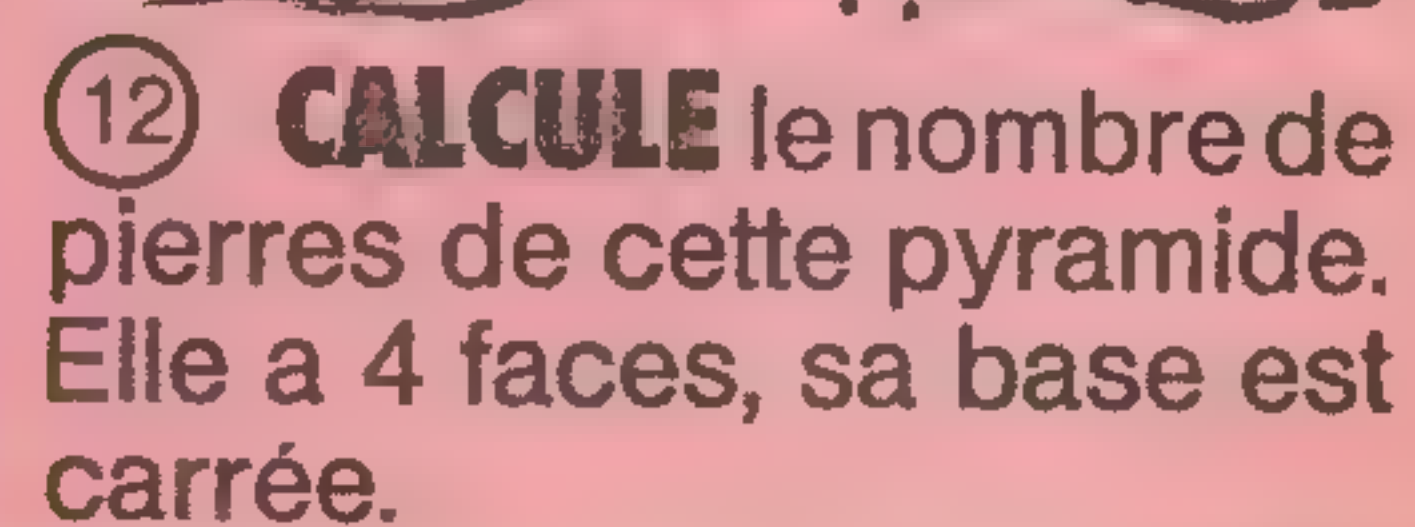 12 CALCULE le nombre de
pierres de cette pyramide.
Elle a 4 faces, sa base est
carrée.